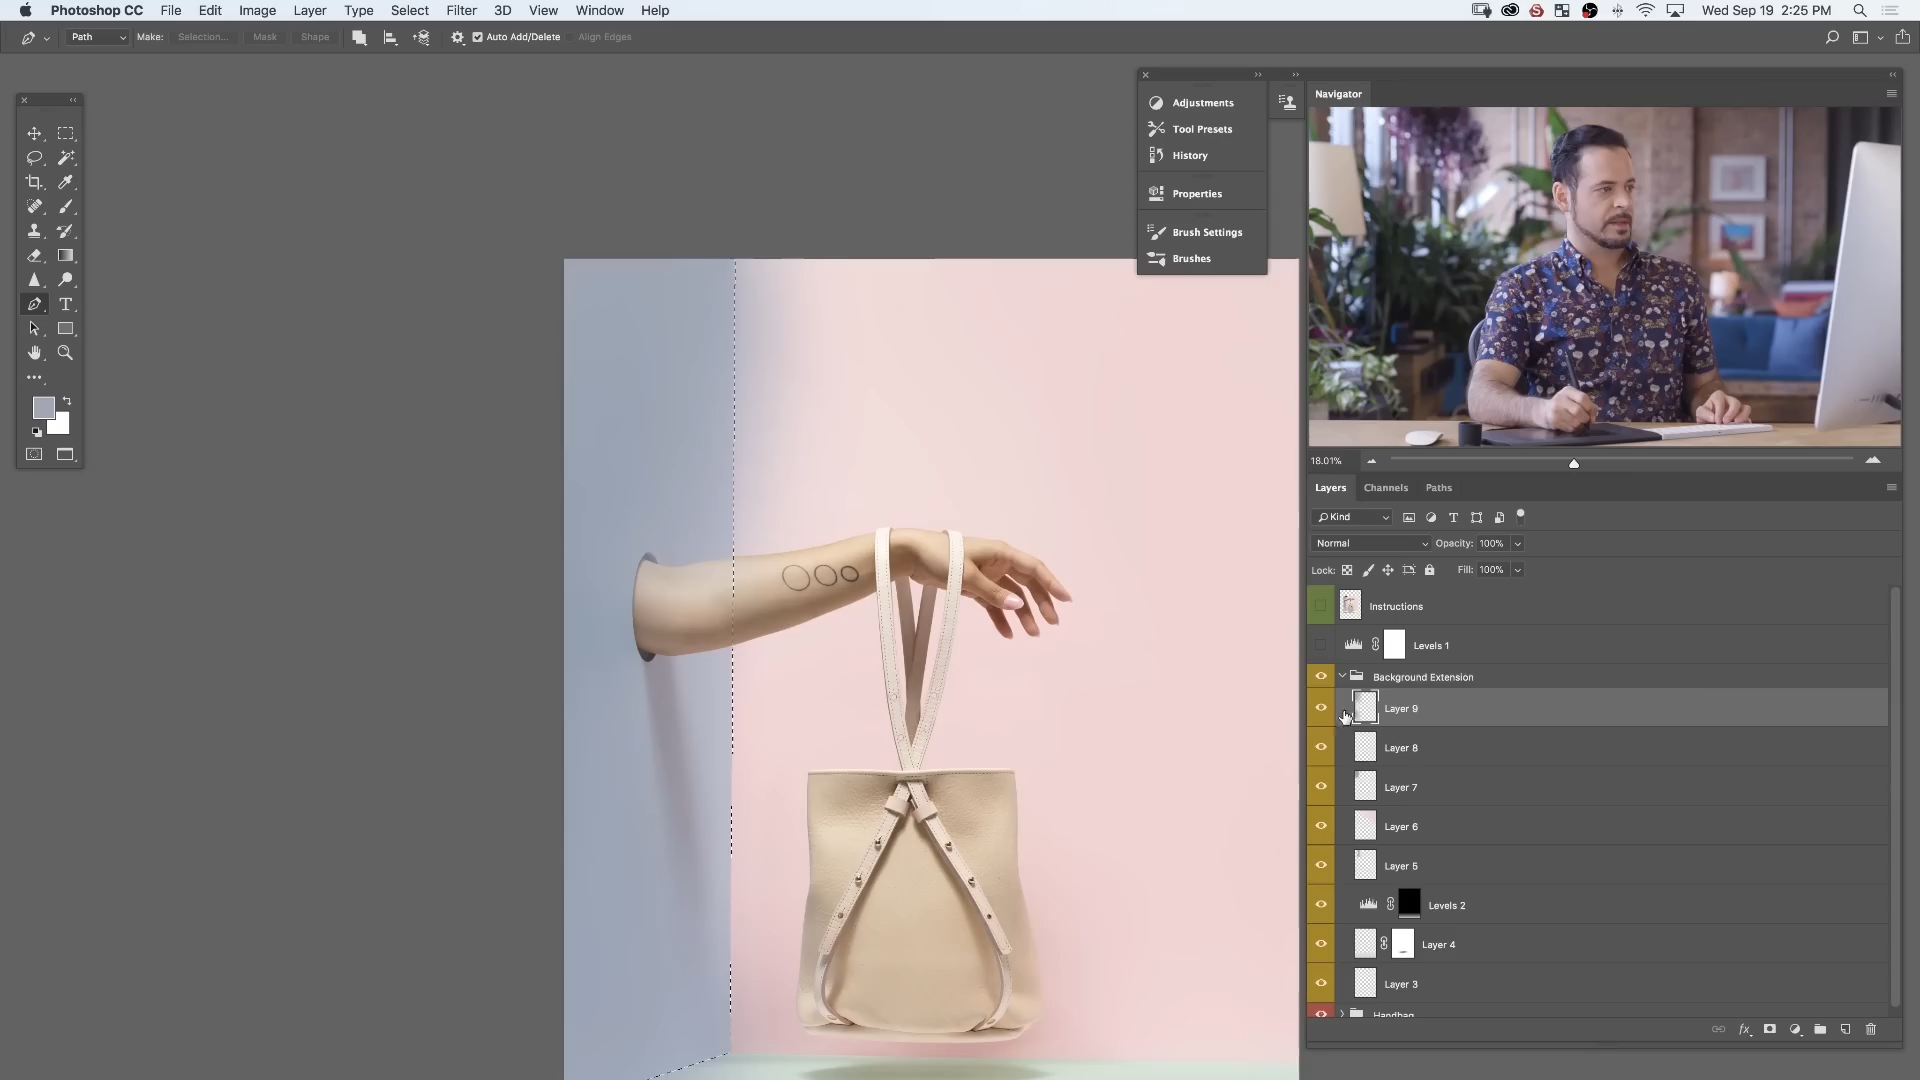 Photoshop CC File Edit Image Layer Type Select Filter 3D View Window Help Wed Sep 19 2:25 PM
Path Make: Selection... Mask Shape Auto Add/Delete Align Edges
Adjustments
Tool Presets
History
Properties
Brush Settings
Brushes
Navigator
18.01%
Layers Channels Paths
Kind
Normal Opacity: 100%
Lock: Fill: 100%
Instructions
Levels 1
Background Extension
Layer 9
Layer 8
Layer 7
Layer 6
Layer 5
Levels 2
Layer 4
Layer 3
Handbag